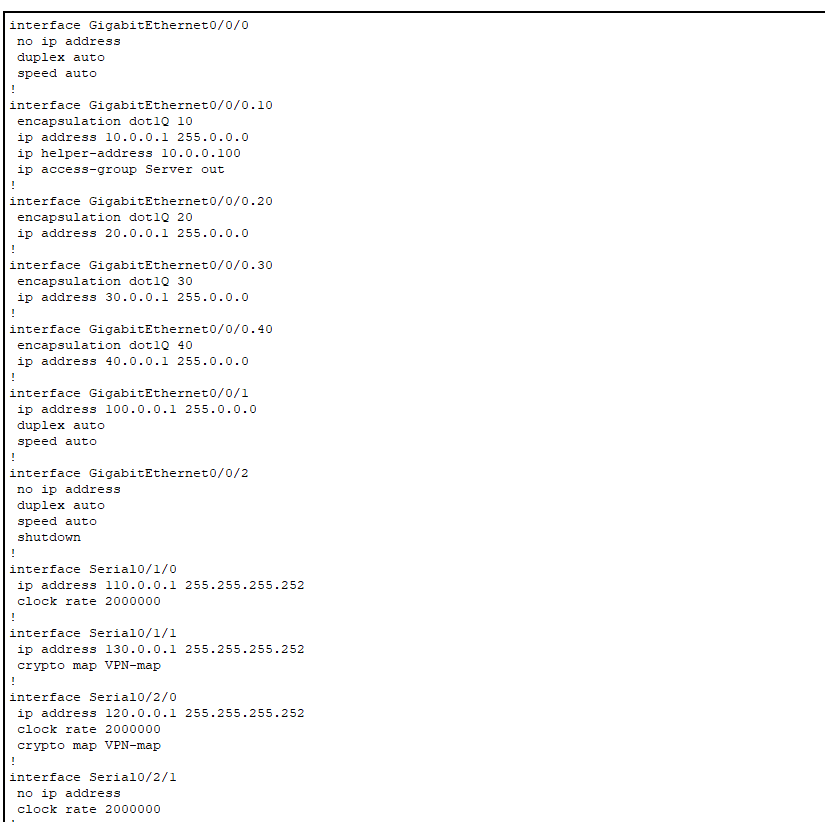 interface GigabitEthernet0/0/0
 no ip address
 duplex auto
 speed auto
!
interface GigabitEthernet0/0/0.10
 encapsulation dot1Q 10
 ip address 10.0.0.1 255.0.0.0
 ip helper-address 10.0.0.100
 ip access-group Server out
!
interface GigabitEthernet0/0/0.20
 encapsulation dot1Q 20
 ip address 20.0.0.1 255.0.0.0
!
interface GigabitEthernet0/0/0.30
 encapsulation dot1Q 30
 ip address 30.0.0.1 255.0.0.0
!
interface GigabitEthernet0/0/0.40
 encapsulation dot1Q 40
 ip address 40.0.0.1 255.0.0.0
!
interface GigabitEthernet0/0/1
 ip address 100.0.0.1 255.0.0.0
 duplex auto
 speed auto
!
interface GigabitEthernet0/0/2
 no ip address
 duplex auto
 speed auto
 shutdown
!
interface Serial0/1/0
 ip address 110.0.0.1 255.255.255.252
 clock rate 2000000
!
interface Serial0/1/1
 ip address 130.0.0.1 255.255.255.252
 crypto map VPN-map
!
interface Serial0/2/0
 ip address 120.0.0.1 255.255.255.252
 clock rate 2000000
 crypto map VPN-map
!
interface Serial0/2/1
 no ip address
 clock rate 2000000
!